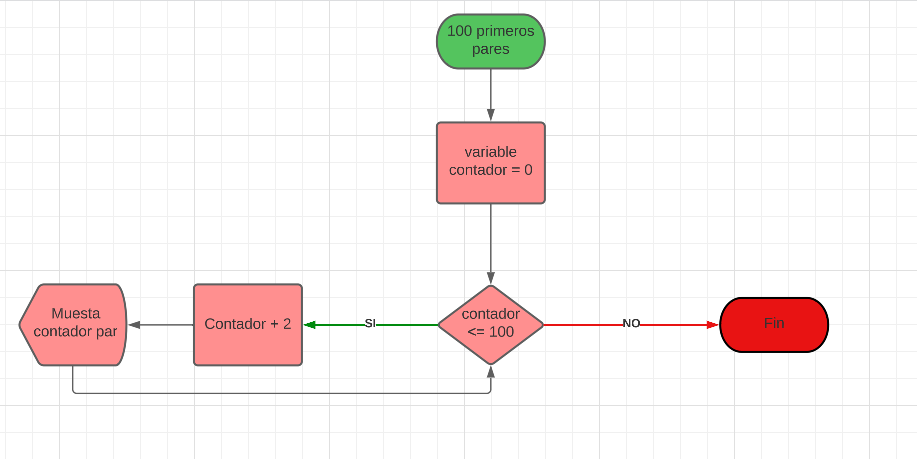 100 primeros
pares
variable
contador = 0
Muesta
contador par
Contador + 2
SI
contador
<= 100
NO
Fin